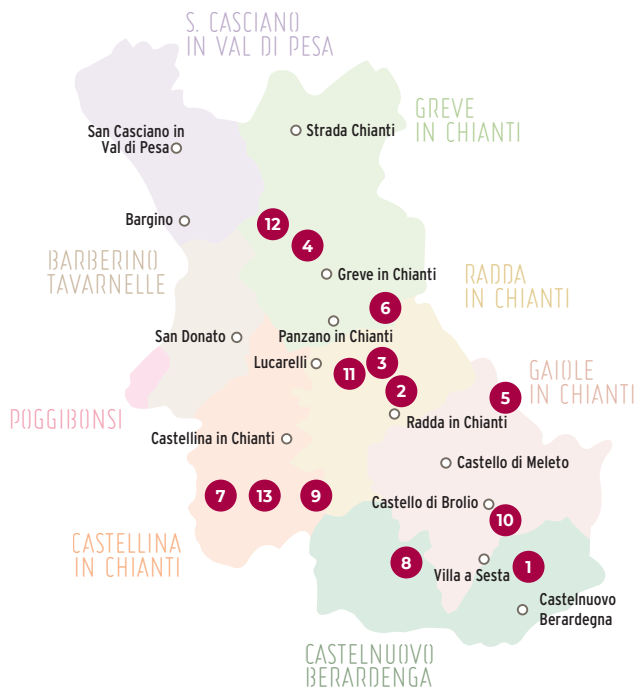 S. CASCIANO
IN VAL DI PESA
GREVE
IN CHIANTI
San Casciano in
Val di Pesa
Strada Chianti
Bargino
12
4
BARBERINO
TAVARNELLE
Greve in Chianti
RADDA
IN CHIANTI
6
Panzano in Chianti
San Donato
Lucarelli
11
3
2
GAIOLE
IN CHIANTI
5
POGGIBONSI
Radda in Chianti
Castellina in Chianti
Castello di Meleto
7
13
9
Castello di Brolio
10
CASTELLINA
IN CHIANTI
8
Villa a Sesta
1
Castelnuovo
Berardegna
CASTELNUOVO
BERARDENGA